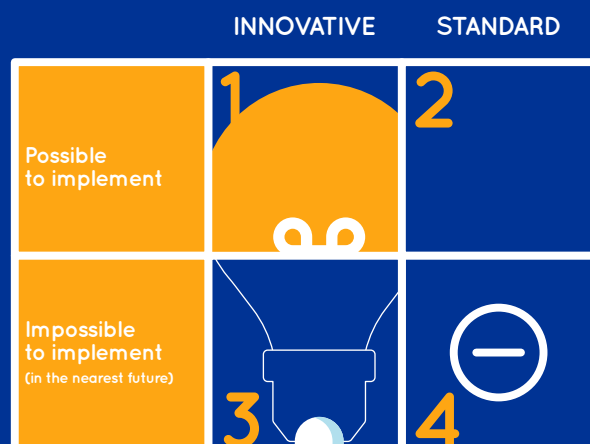 INNOVATIVE STANDARD
1 2
Possible
to implement
Impossible
to implement
(in the nearest future)
3 4